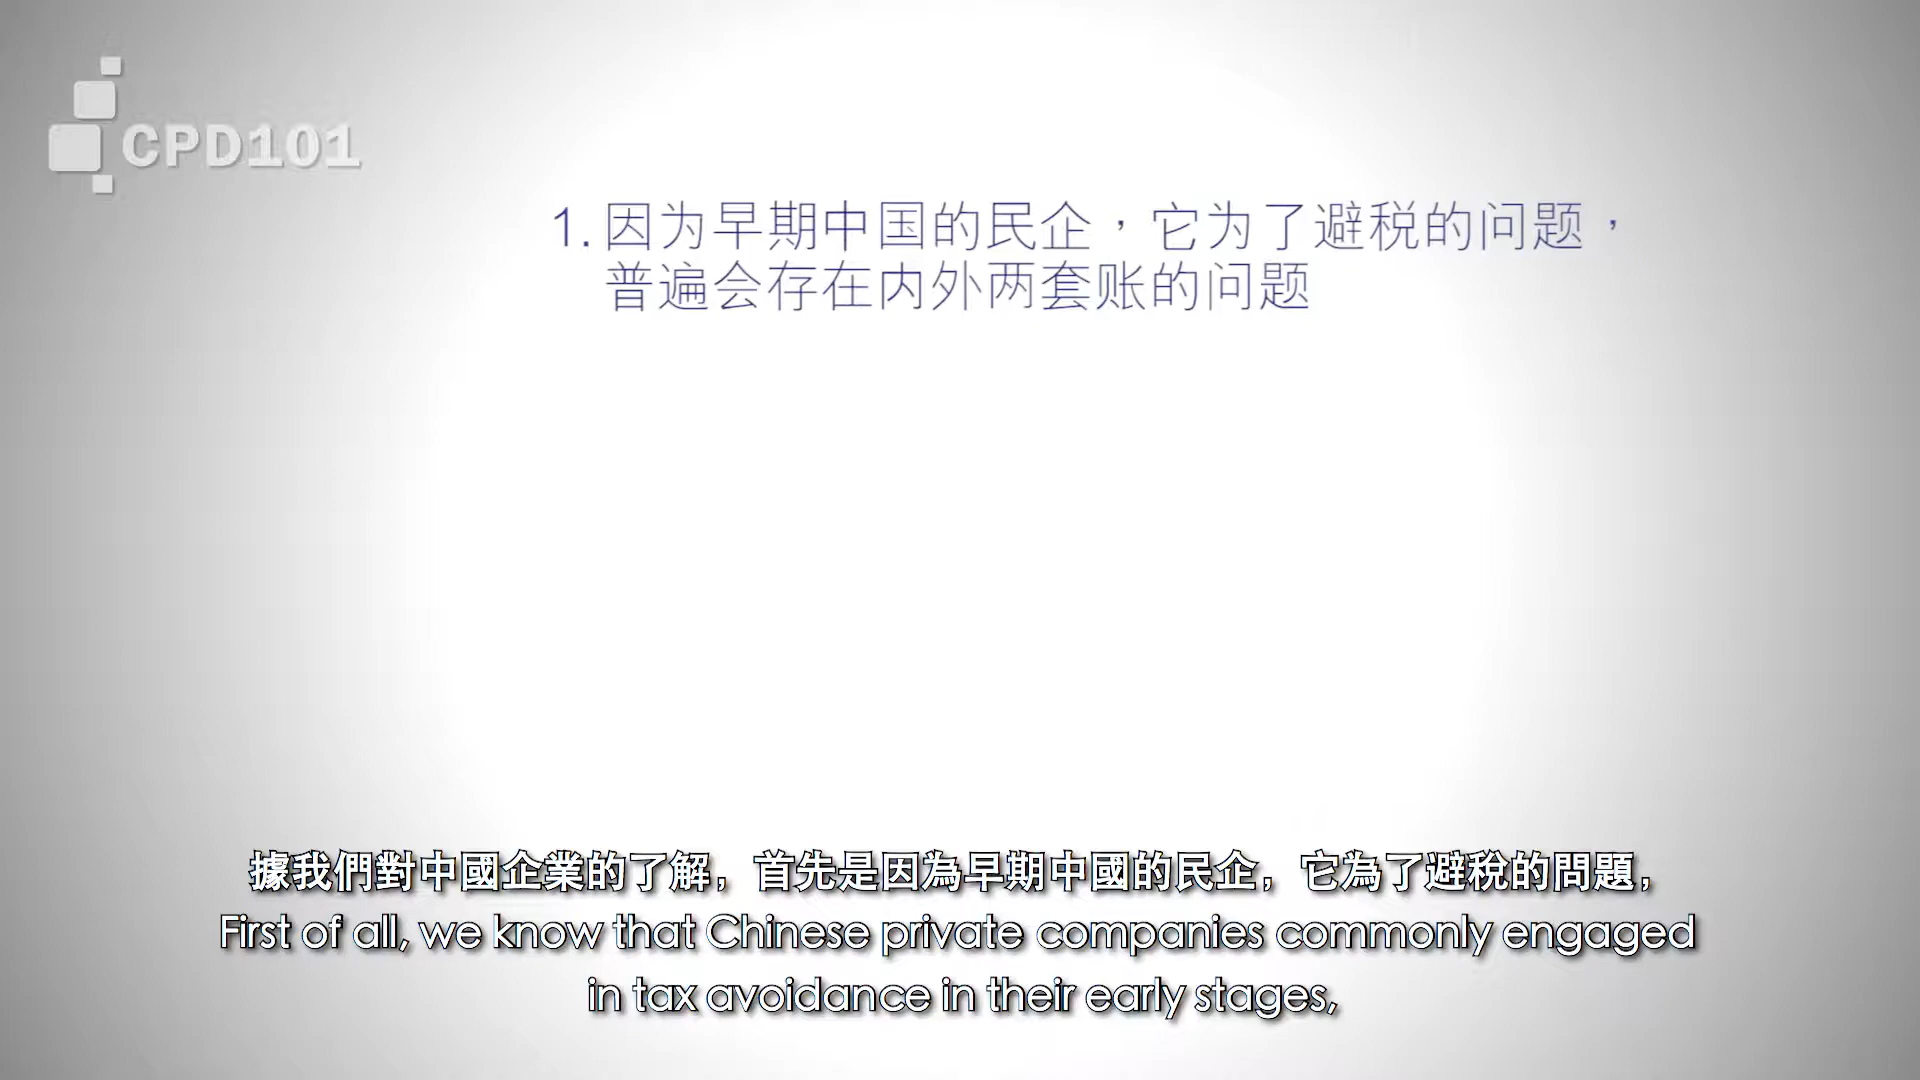 CPD101
1. 因为早期中国的民企，它为了避税的问题，
普遍会存在内外两套账的问题
據我們對中國企業的了解，首先是因為早期中國的民企，它為了避稅的問題，
First of all, we know that Chinese private companies commonly engaged
in tax avoidance in their early stages,